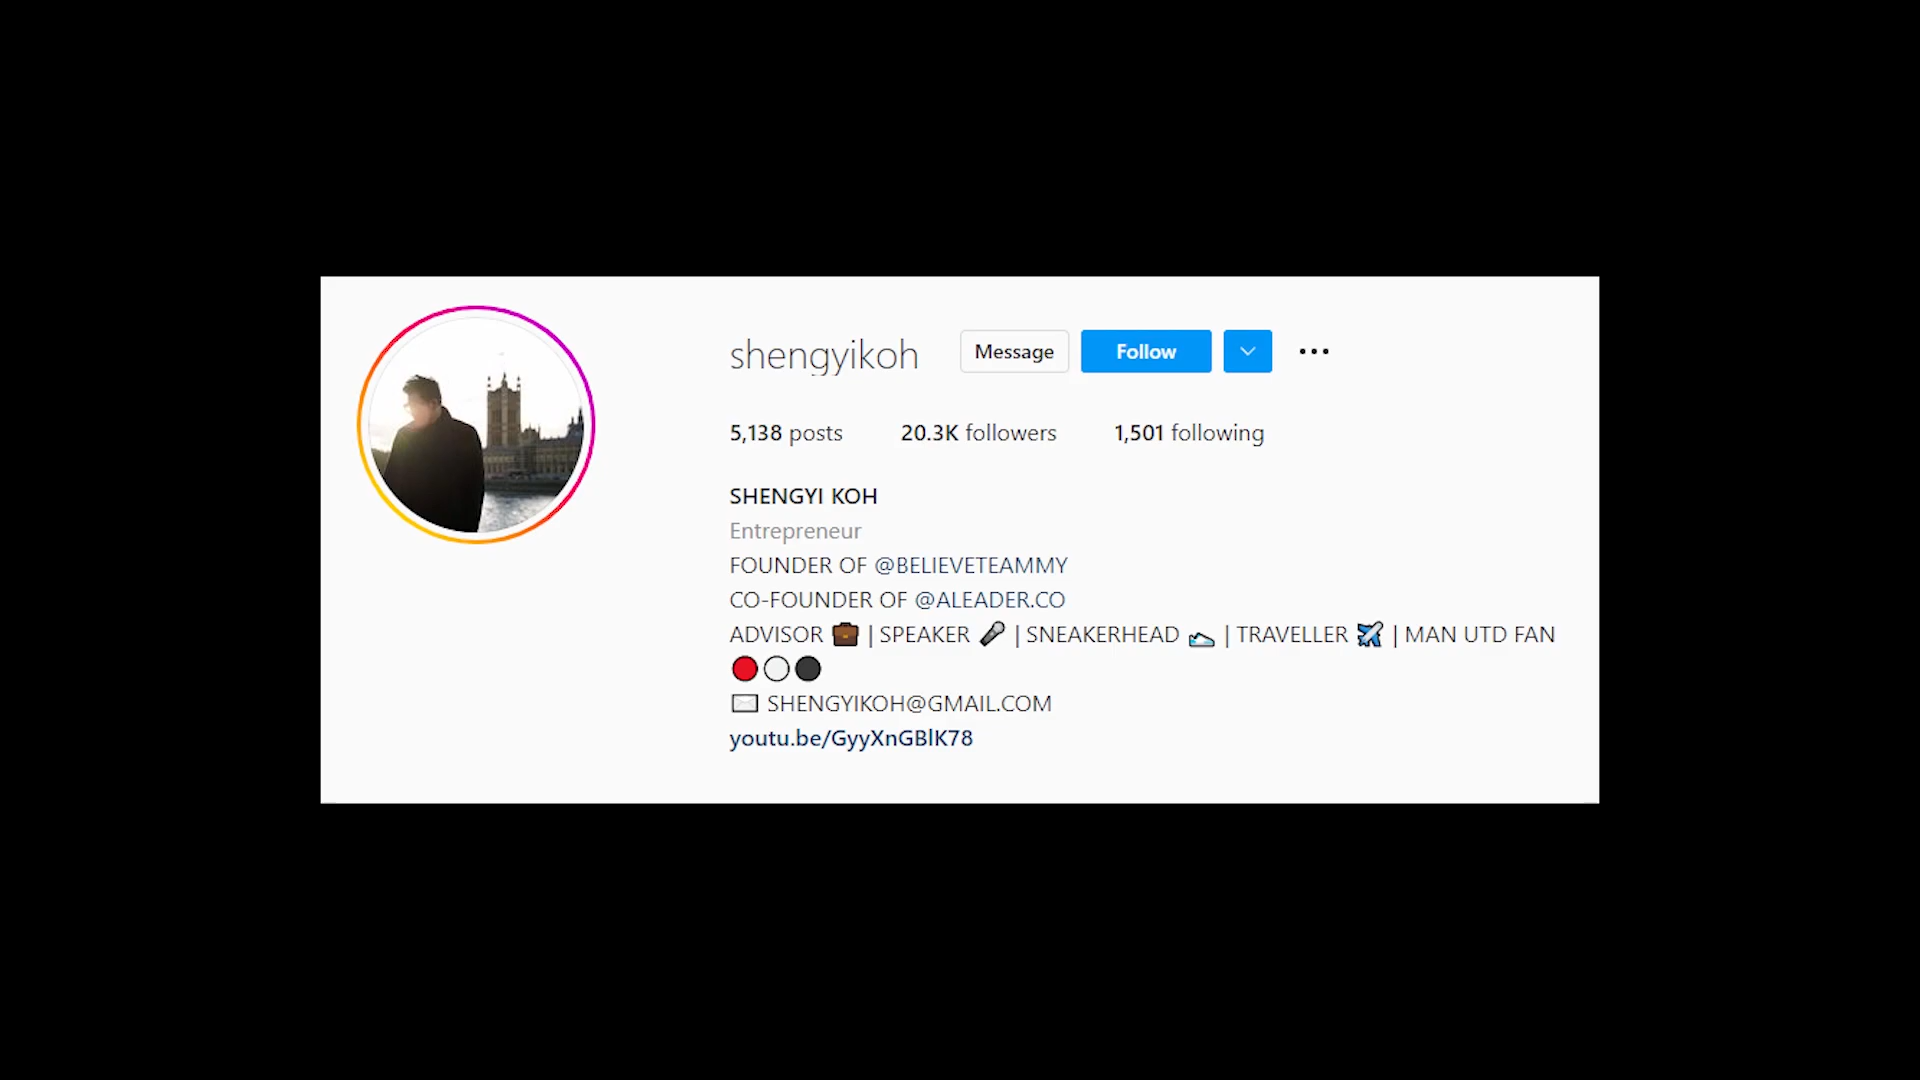 shengyikoh Message Follow
5,138 posts 20.3K followers 1,501 following
SHENGYI KOH
Entrepreneur
FOUNDER OF @BELIEVETEAMMY
CO-FOUNDER OF @ALEADER.CO
ADVISOR 💼 | SPEAKER 🎤 | SNEAKERHEAD 👟 | TRAVELLER ✈️ | MAN UTD FAN
🔴⚪⚫
✉️ SHENGYIKOH@GMAIL.COM
youtu.be/GyyXnGBlK78